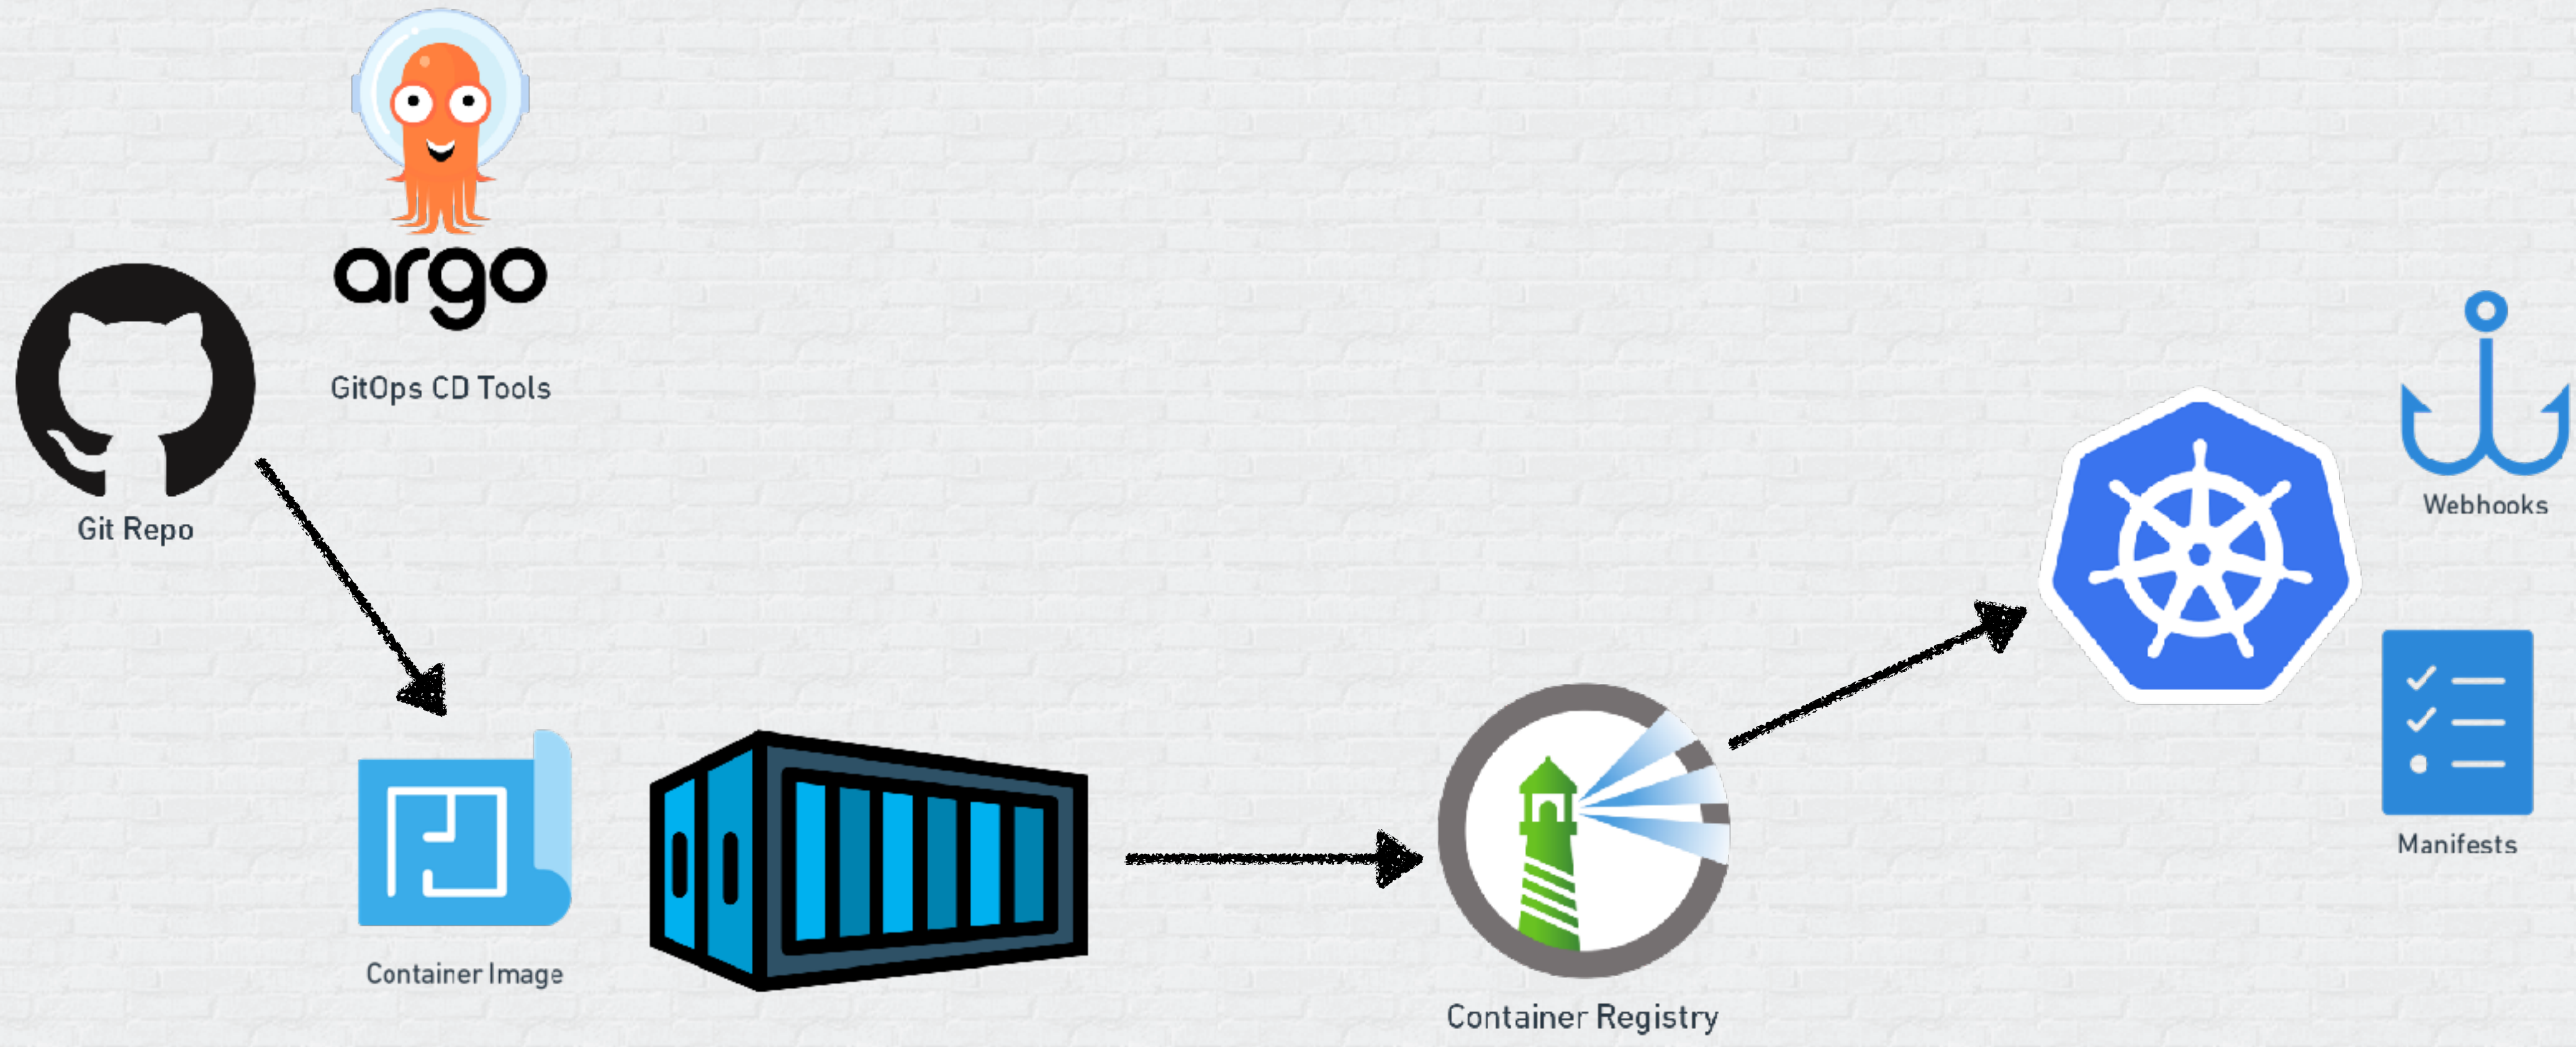 argo
GitOps CD Tools
Git Repo
Webhooks
Manifests
Container Image
Container Registry